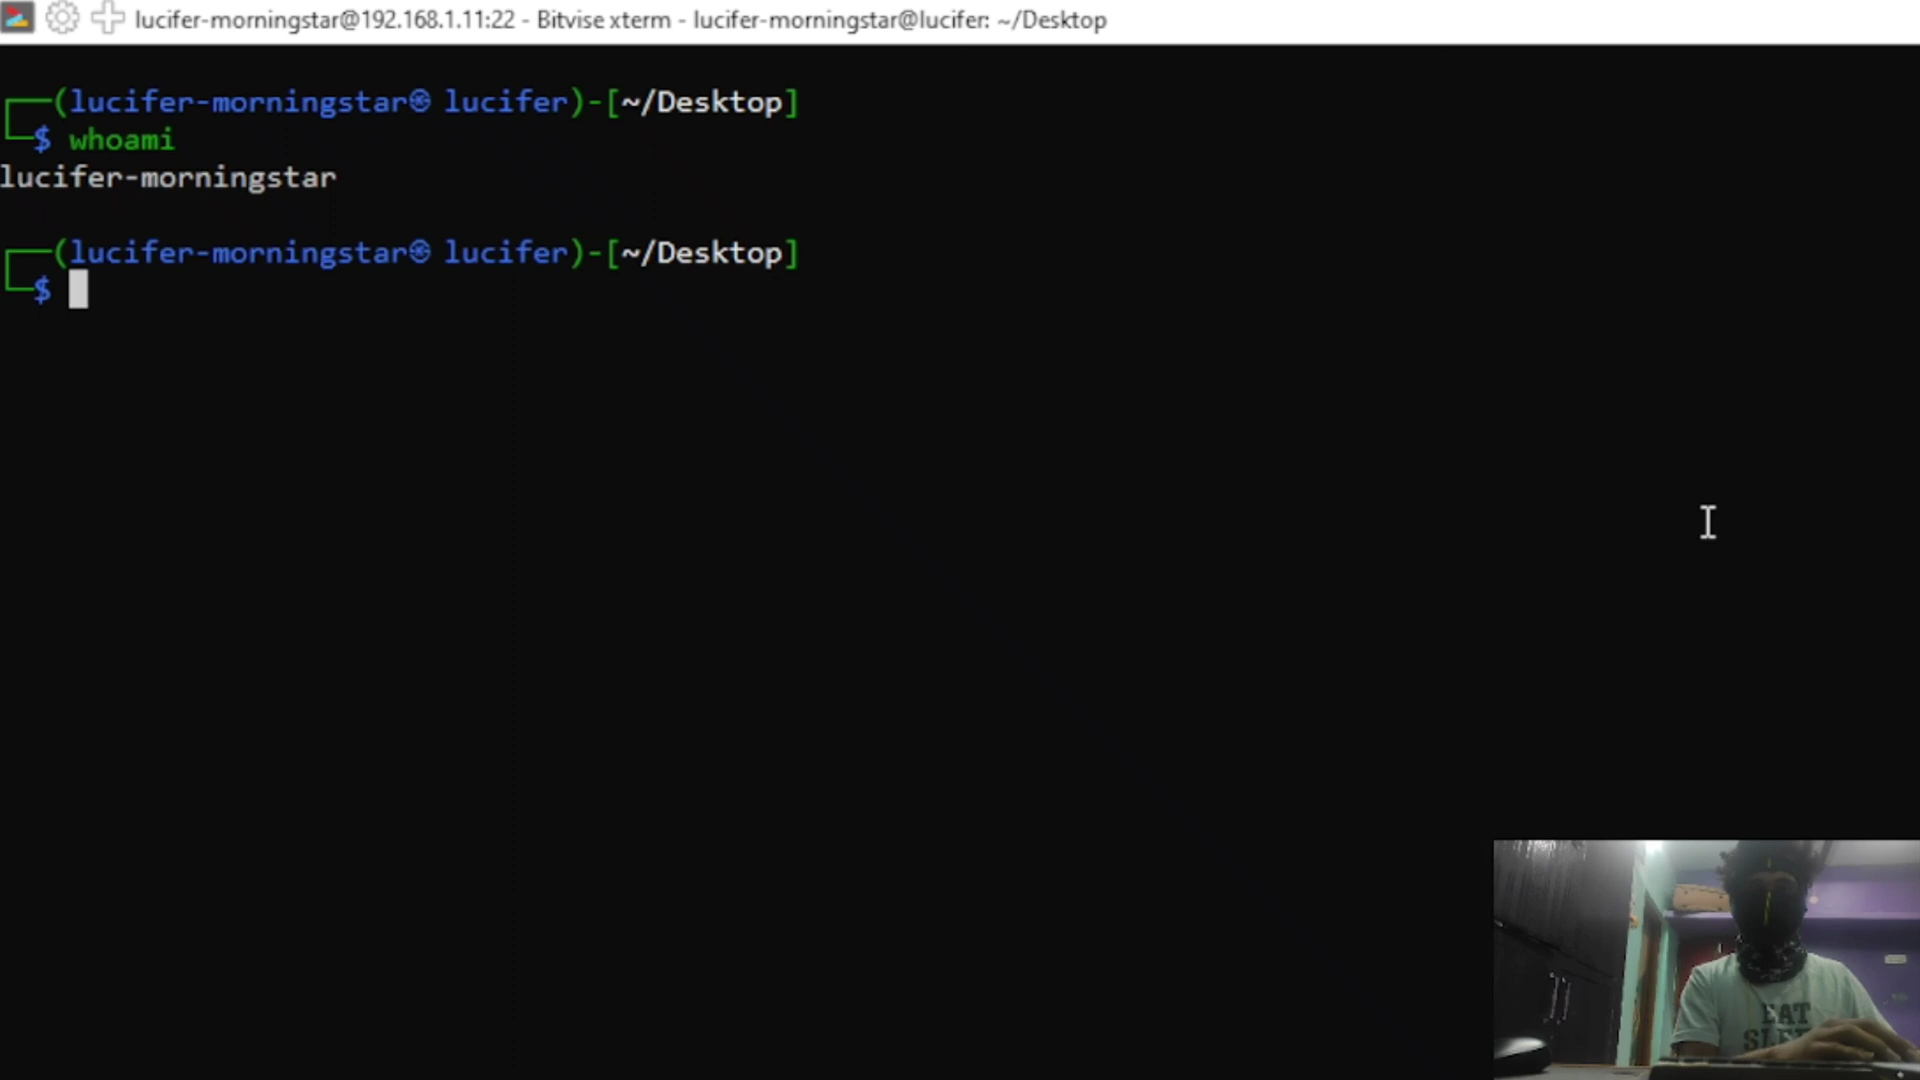 lucifer-morningstar@192.168.1.11:22 - Bitvise xterm - lucifer-morningstar@lucifer: ~/Desktop
┌──(lucifer-morningstar㉿ lucifer)-[~/Desktop]
└─$ whoami
lucifer-morningstar
┌──(lucifer-morningstar㉿ lucifer)-[~/Desktop]
└─$
EAT